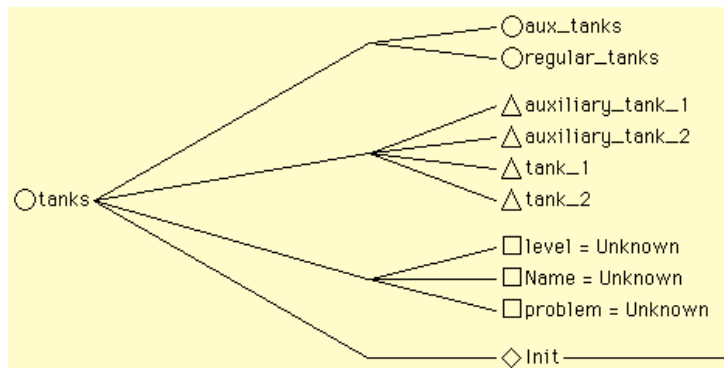 aux_tanks
regular_tanks
auxiliary_tank_1
auxiliary_tank_2
tank_1
tanks
tank_2
level = Unknown
Name = Unknown
problem = Unknown
Init